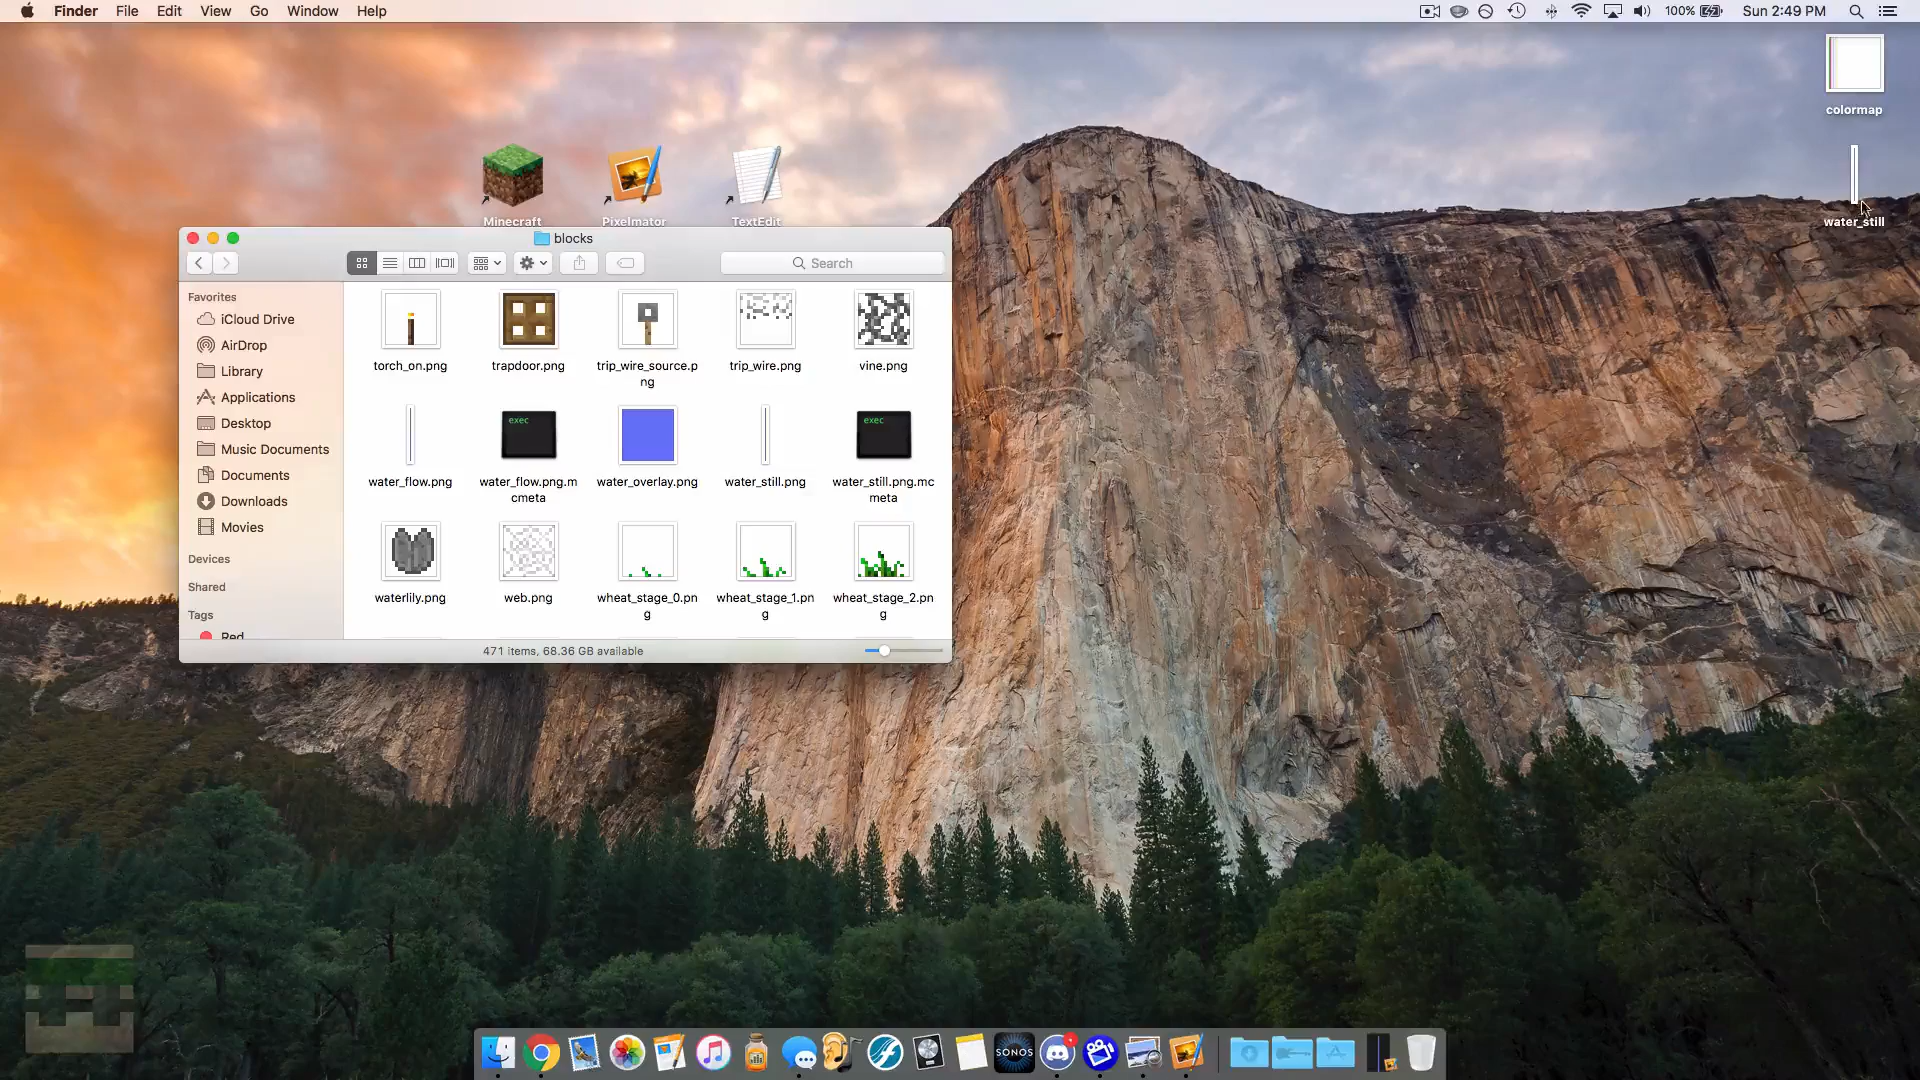 Finder File Edit View Go Window Help 100% Sun 2:49 PM
colormap
water_still
Minecraft Pixelmator TextEdit
blocks
Search
Favorites
iCloud Drive
AirDrop
Library
Applications
Desktop
Music Documents
Documents
Downloads
Movies
Devices
Shared
Tags
Red
torch_on.png trapdoor.png trip_wire_source.p trip_wire.png vine.png
ng
exec exec
water_flow.png water_flow.png.m water_overlay.png water_still.png water_still.png.mc
cmeta meta
waterlily.png web.png wheat_stage_0.pn wheat_stage_1.pn wheat_stage_2.pn
g g g
471 items, 68.36 GB available
SONOS